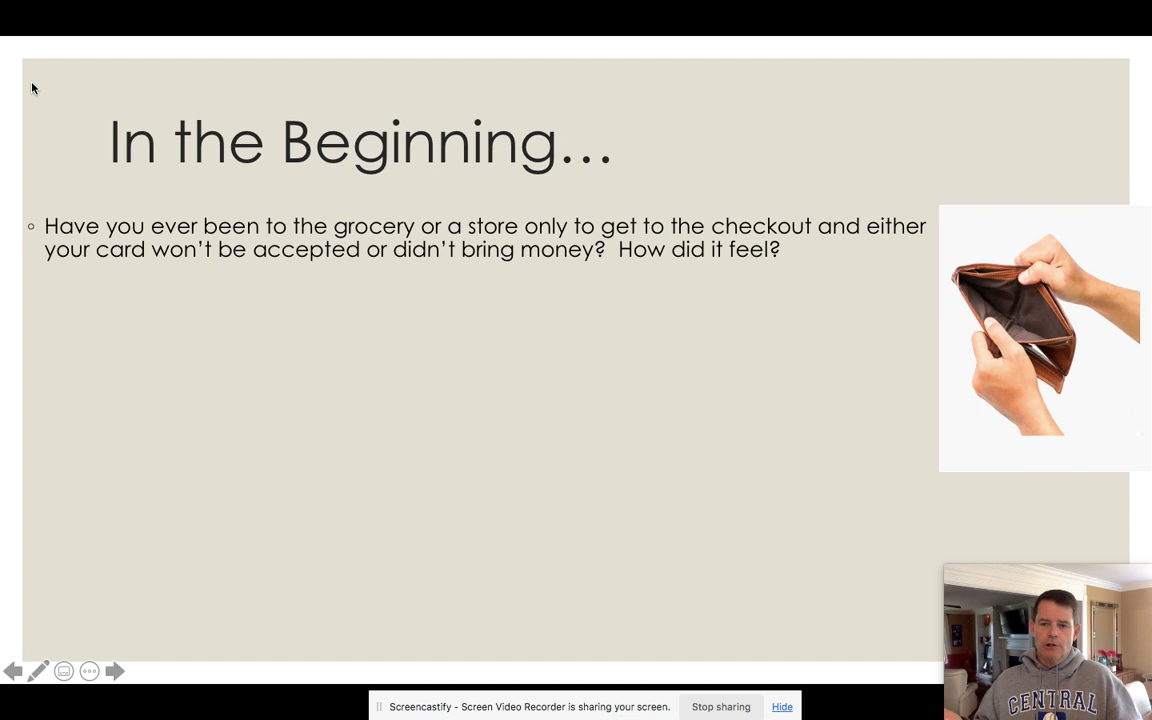 In the Beginning…
◦ Have you ever been to the grocery or a store only to get to the checkout and either
your card won’t be accepted or didn’t bring money?  How did it feel?
CENTRAL
Screencastify - Screen Video Recorder is sharing your screen. Stop sharing Hide